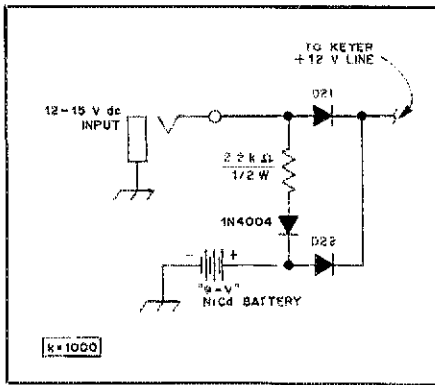 TO KEYER
+12 V LINE
12-15 V dc
INPUT
D21
2.2 k Ω
1/2 W
1N4004
D22
- +
"9-V"
NiCd BATTERY
k=1000